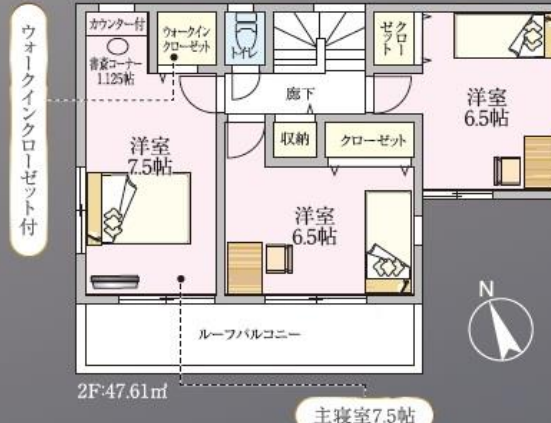 ウォークインクローゼット付
カウンター付
書斎コーナー
1.125帖
ウォークイン
クローゼット
トイレ
クロー
ゼット
廊下
洋室
6.5帖
収納
クローゼット
洋室
7.5帖
洋室
6.5帖
N
ルーフバルコニー
2F:47.61㎡
主寝室7.5帖